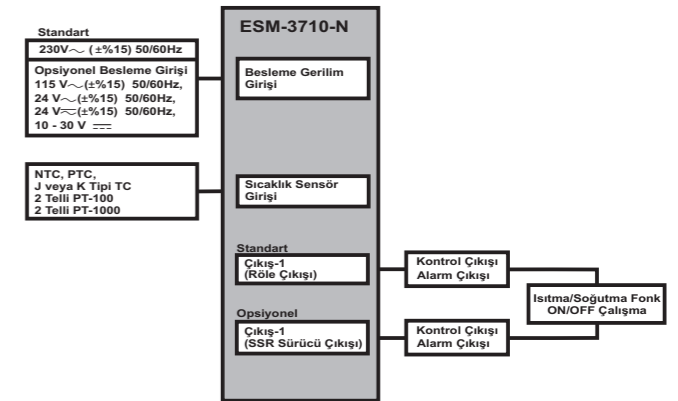 Standart
230V∼ (±%15) 50/60Hz
Opsiyonel Besleme Girişi
115 V∼(±%15) 50/60Hz,
24 V∼(±%15) 50/60Hz,
24 V⏦(±%15) 50/60Hz,
10 - 30 V ⎓
NTC, PTC,
J veya K Tipi TC
2 Telli PT-100
2 Telli PT-1000
ESM-3710-N
Besleme Gerilim
Girişi
Sıcaklık Sensör
Girişi
Standart
Çıkış-1
(Röle Çıkışı)
Opsiyonel
Çıkış-1
(SSR Sürücü Çıkışı)
Kontrol Çıkışı
Alarm Çıkışı
Kontrol Çıkışı
Alarm Çıkışı
Isıtma/Soğutma Fonk
ON/OFF Çalışma